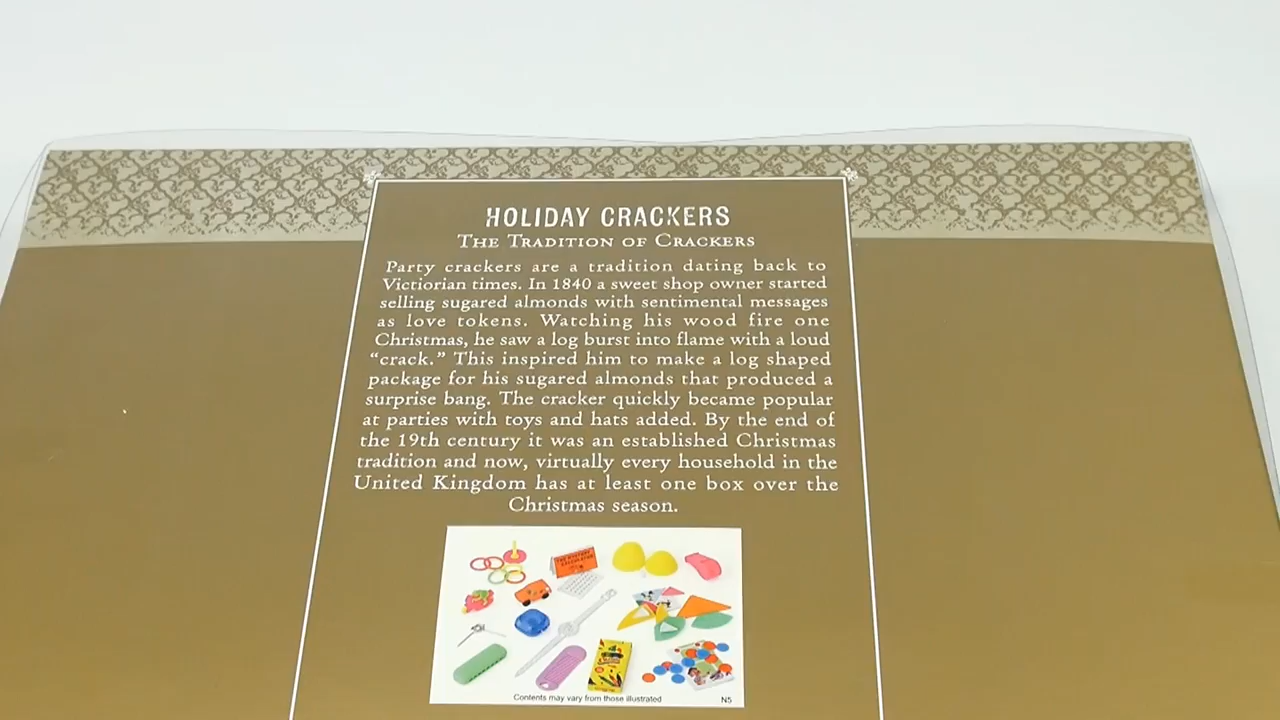 HOLIDAY CRACKERS
THE TRADITION OF CRACKERS
Party crackers are a tradition dating back to
Victiorian times. In 1840 a sweet shop owner started
selling sugared almonds with sentimental messages
as love tokens. Watching his wood fire one
Christmas, he saw a log burst into flame with a loud
“crack.” This inspired him to make a log shaped
package for his sugared almonds that produced a
surprise bang. The cracker quickly became popular
at parties with toys and hats added. By the end of
the 19th century it was an established Christmas
tradition and now, virtually every household in the
United Kingdom has at least one box over the
Christmas season.
THE MYSTERY
CALCULATOR
Contents may vary from those illustrated
N5